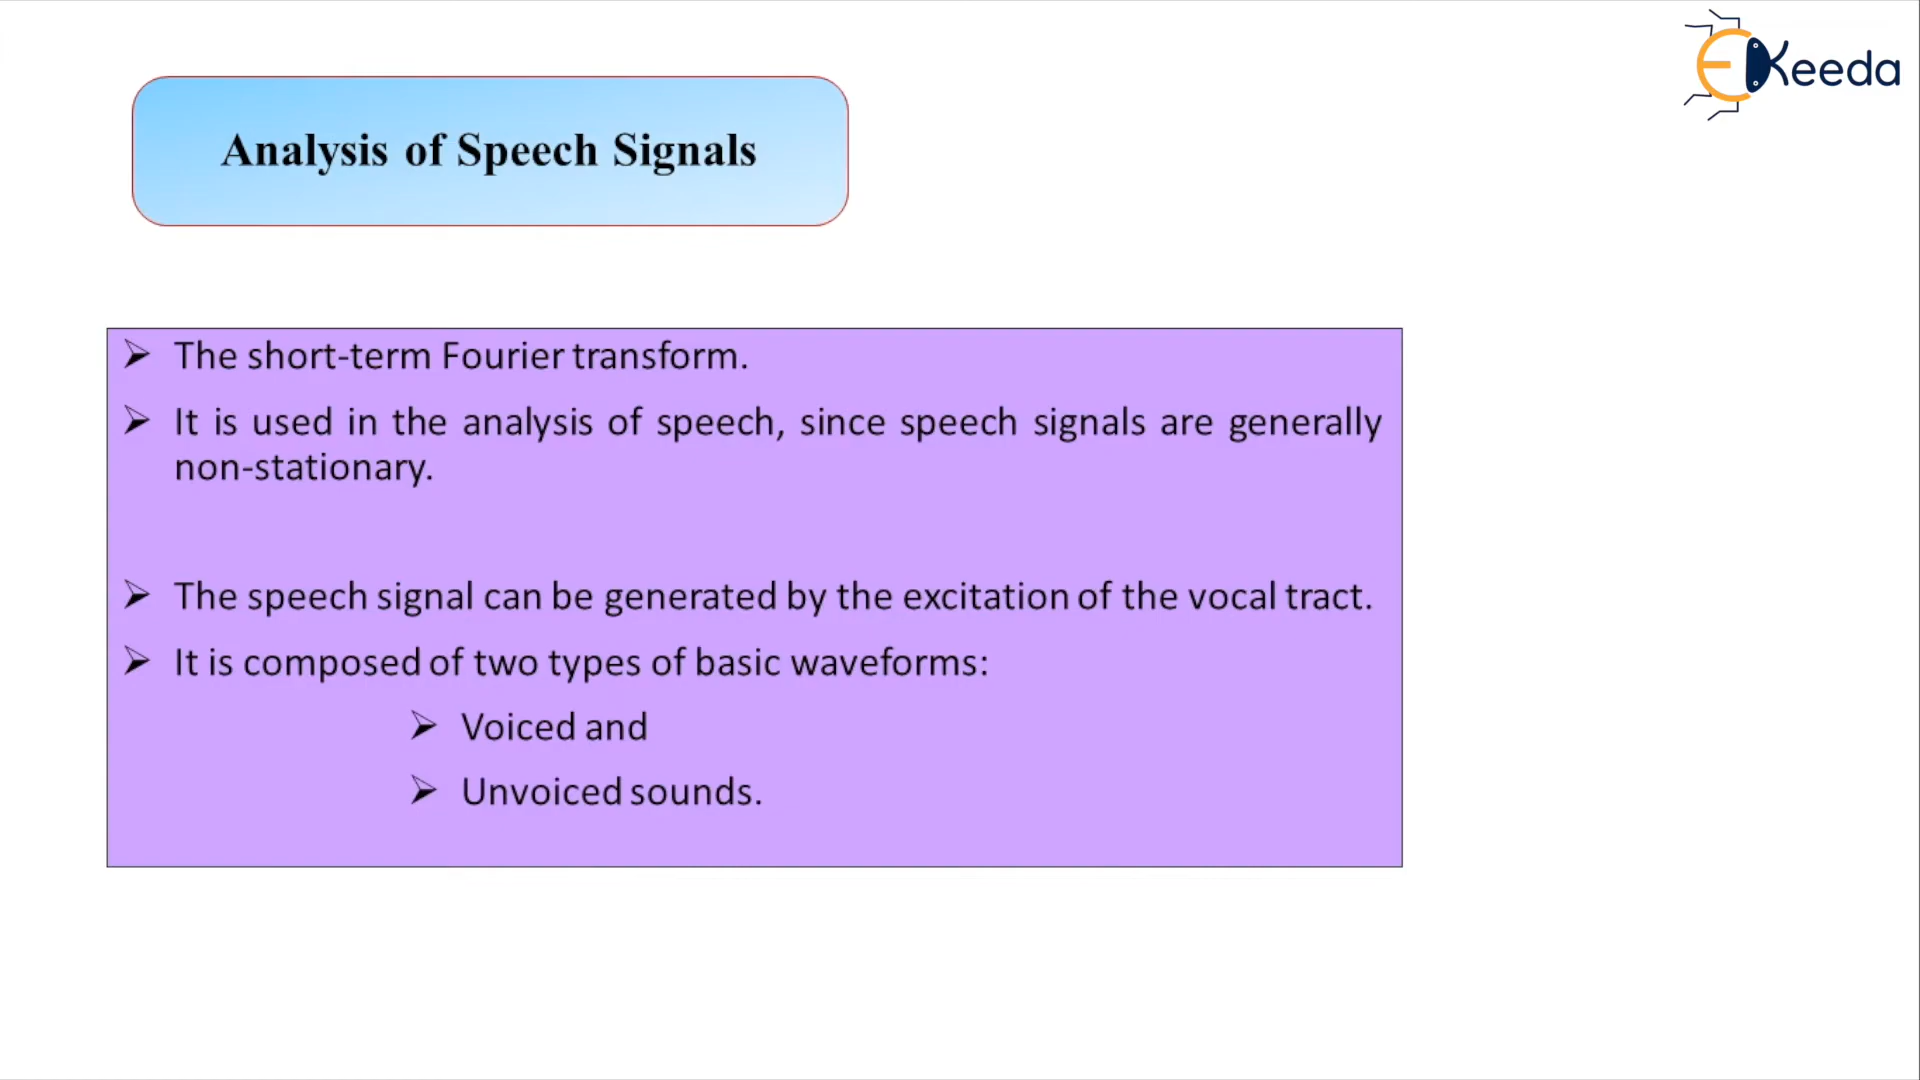 EKeeda
Analysis of Speech Signals
The short-term Fourier transform.
It is used in the analysis of speech, since speech signals are generally
non-stationary.
The speech signal can be generated by the excitation of the vocal tract.
It is composed of two types of basic waveforms:
Voiced and
Unvoiced sounds.